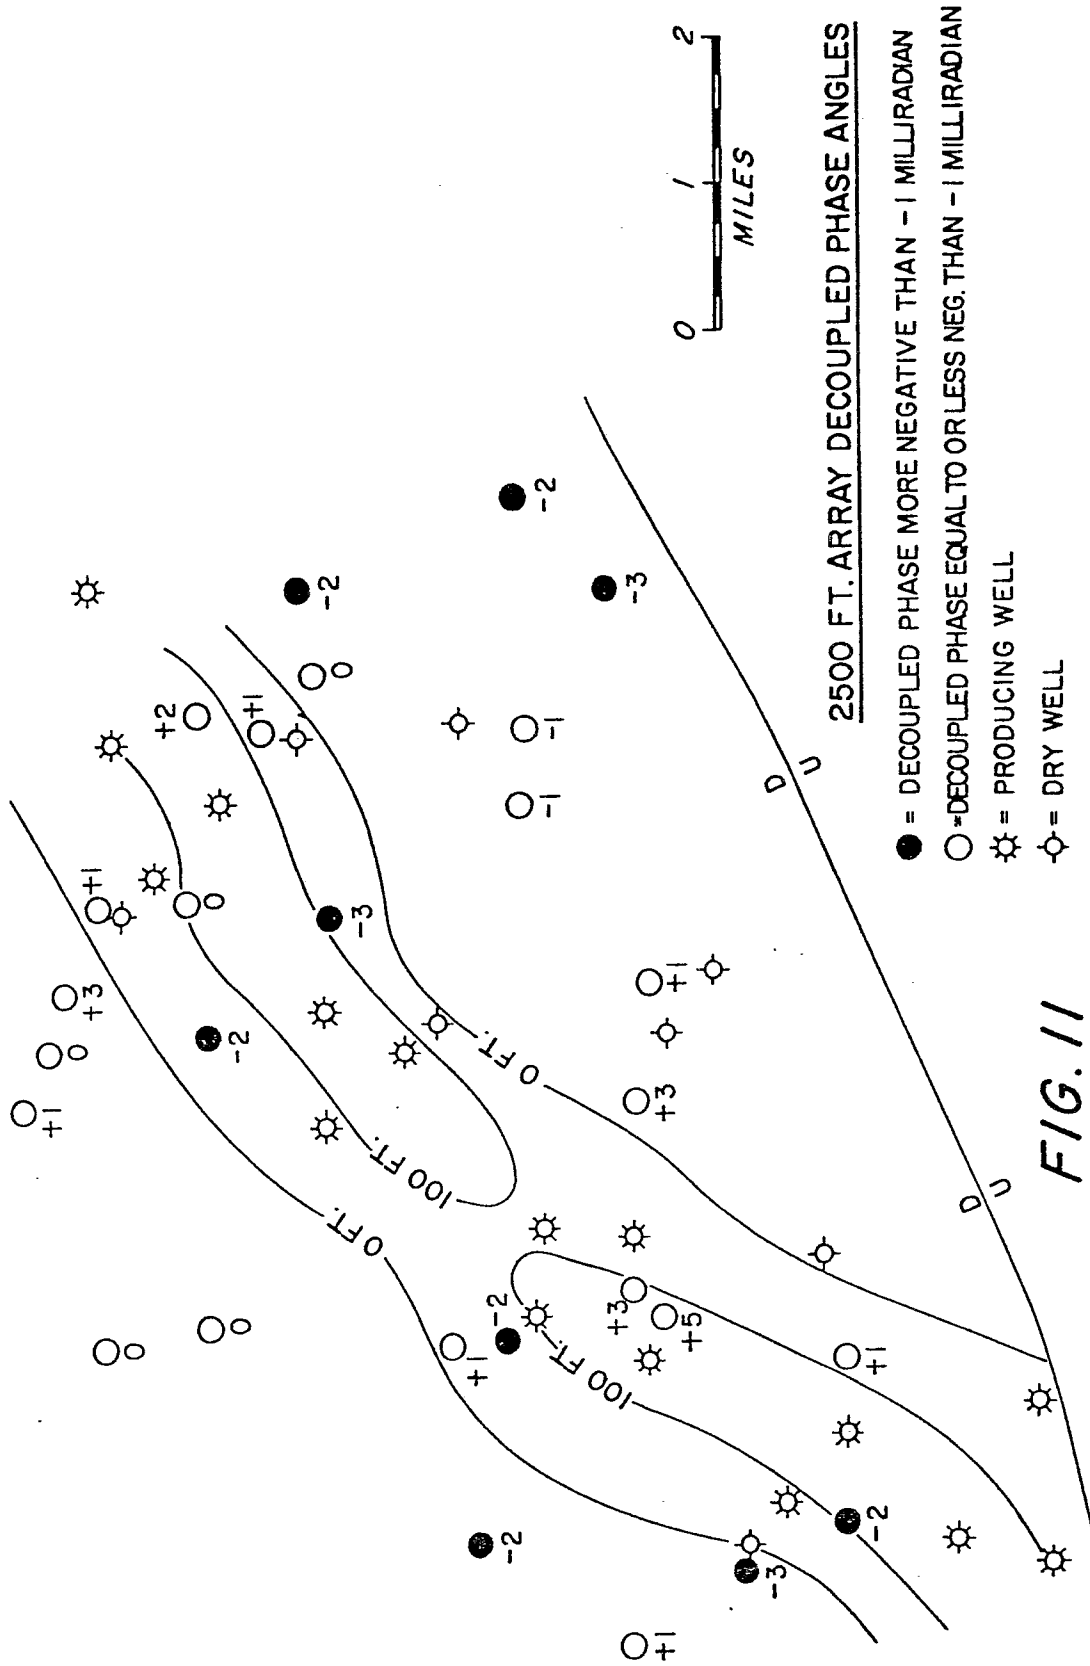 +1
0
+1
+3
0
+2
0
-2
0
+1
-2
0
0 FT.
-3
100 FT.
+1
-2
0 FT.
-2
-2
-1
-1
100 FT.
+3
-3
+3
+1
+1
+5
0 1 2
MILES
-3
D
U
-2
+1
D
U
2500 FT. ARRAY DECOUPLED PHASE ANGLES
= DECOUPLED PHASE MORE NEGATIVE THAN -1 MILLIRADIAN
=DECOUPLED PHASE EQUAL TO OR LESS NEG. THAN -1 MILLIRADIAN
= PRODUCING WELL
= DRY WELL
FIG. 11